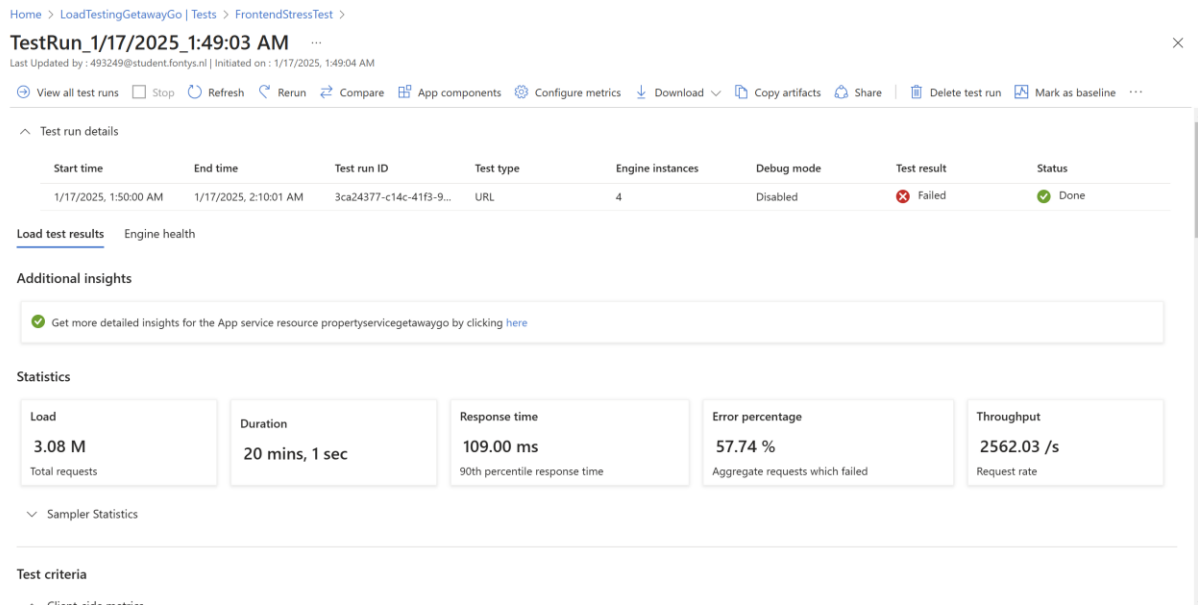 Home > LoadTestingGetawayGo | Tests > FrontendStressTest >
TestRun_1/17/2025_1:49:03 AM ...
Last Updated by : 493249@student.fontys.nl | Initiated on : 1/17/2025, 1:49:04 AM
View all test runs Stop Refresh Rerun Compare App components Configure metrics Download Copy artifacts Share Delete test run Mark as baseline ...
Test run details
Start time End time Test run ID Test type Engine instances Debug mode Test result Status
1/17/2025, 1:50:00 AM 1/17/2025, 2:10:01 AM 3ca24377-c14c-41f3-9... URL 4 Disabled Failed Done
Load test results Engine health
Additional insights
Get more detailed insights for the App service resource propertyservicegetawaygo by clicking here
Statistics
Load Duration Response time Error percentage Throughput
3.08 M 20 mins, 1 sec 109.00 ms 57.74 % 2562.03 /s
Total requests 90th percentile response time Aggregate requests which failed Request rate
Sampler Statistics
Test criteria
Client-side metrics